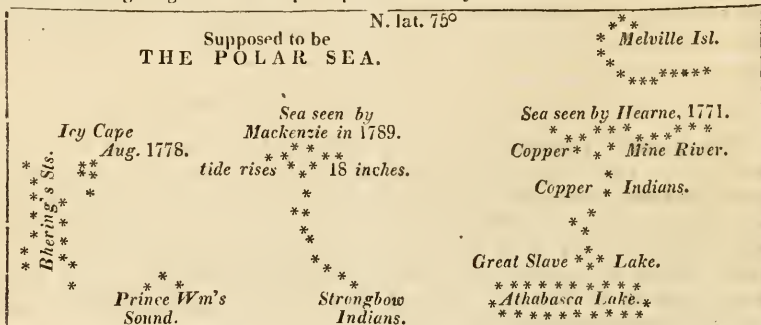 N. lat. 75°
Supposed to be
THE POLAR SEA.
Melville Isl.
Sea seen by
Mackenzie in 1789.
tide rises 18 inches.
Sea seen by Hearne, 1771.
Copper Mine River.
Icy Cape
Aug. 1778.
Bhering's Sts.
Copper Indians.
Great Slave Lake.
Athabasca Lake.
Prince Wm's
Sound.
Strongbow
Indians.